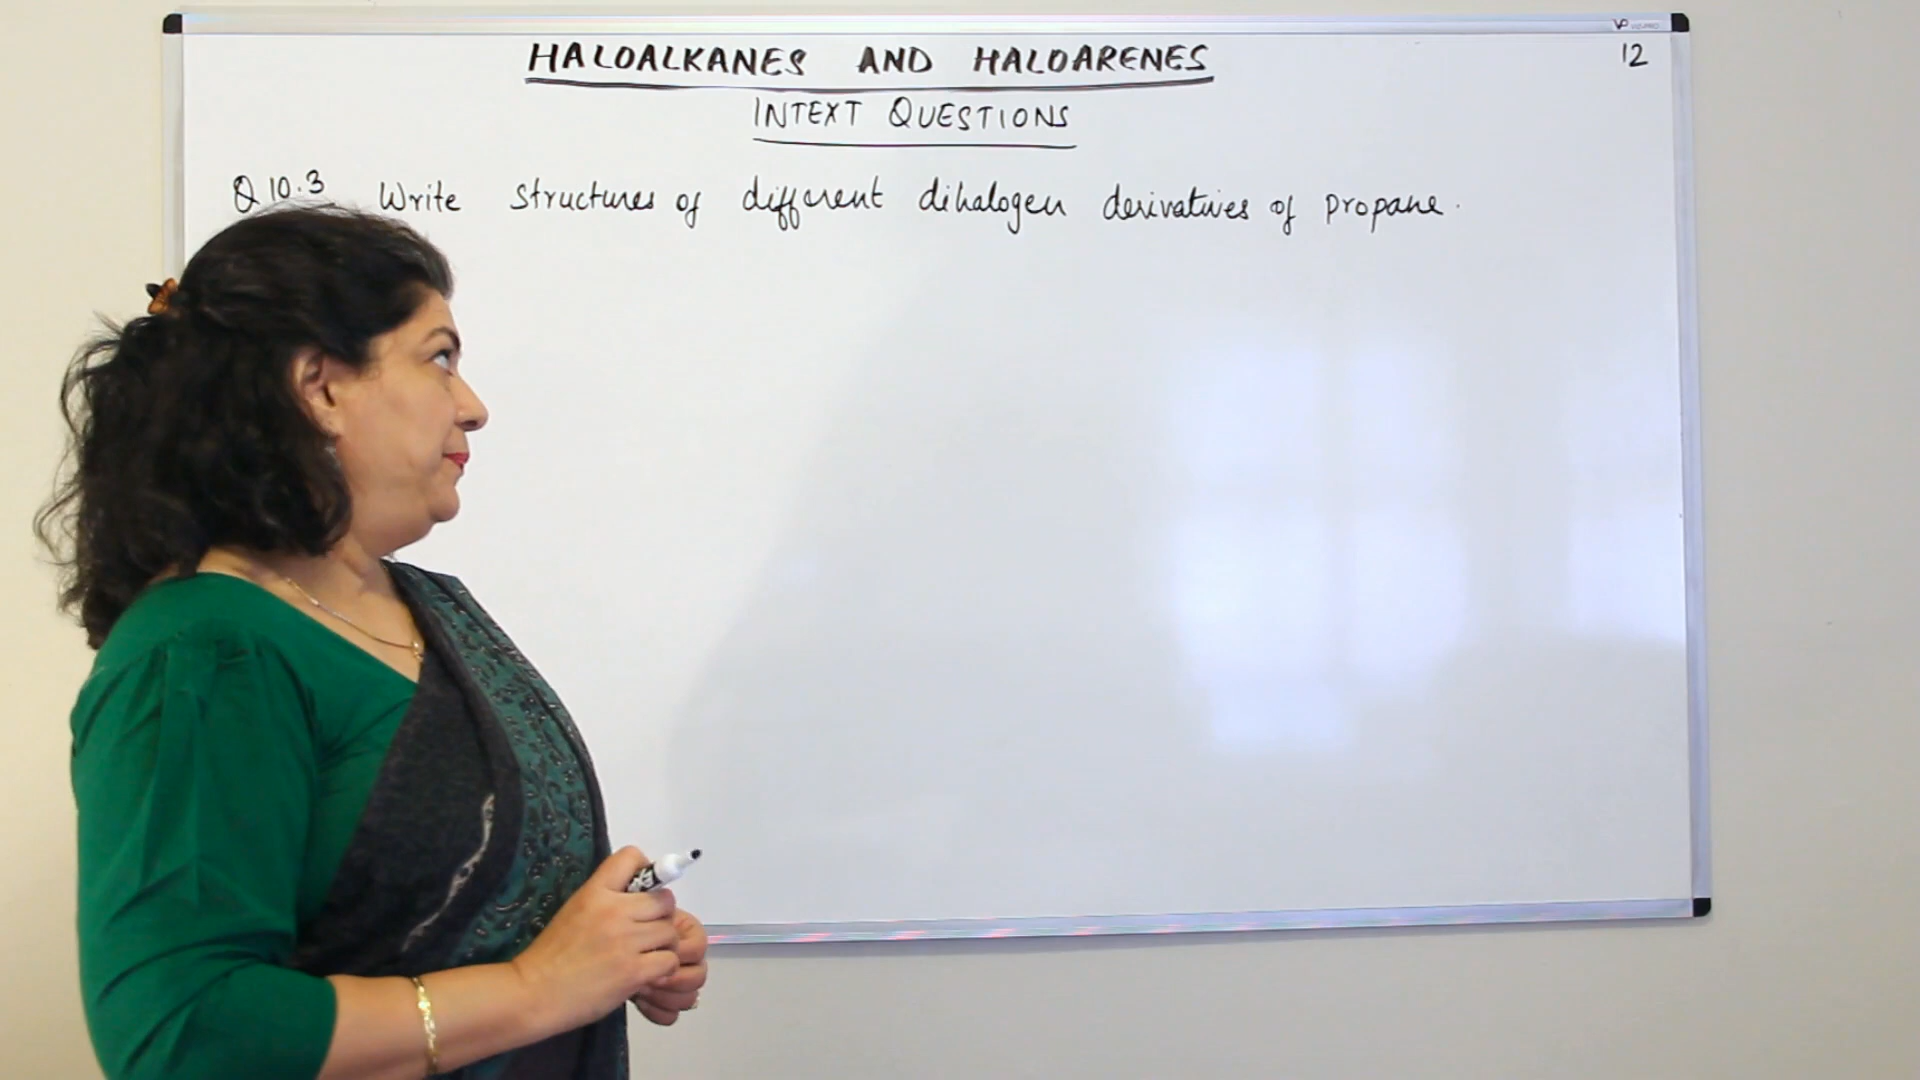 HALOALKANES AND HALOARENES
12
INTEXT QUESTIONS
Q 10.3 Write structures of different dihalogen derivatives of propane.